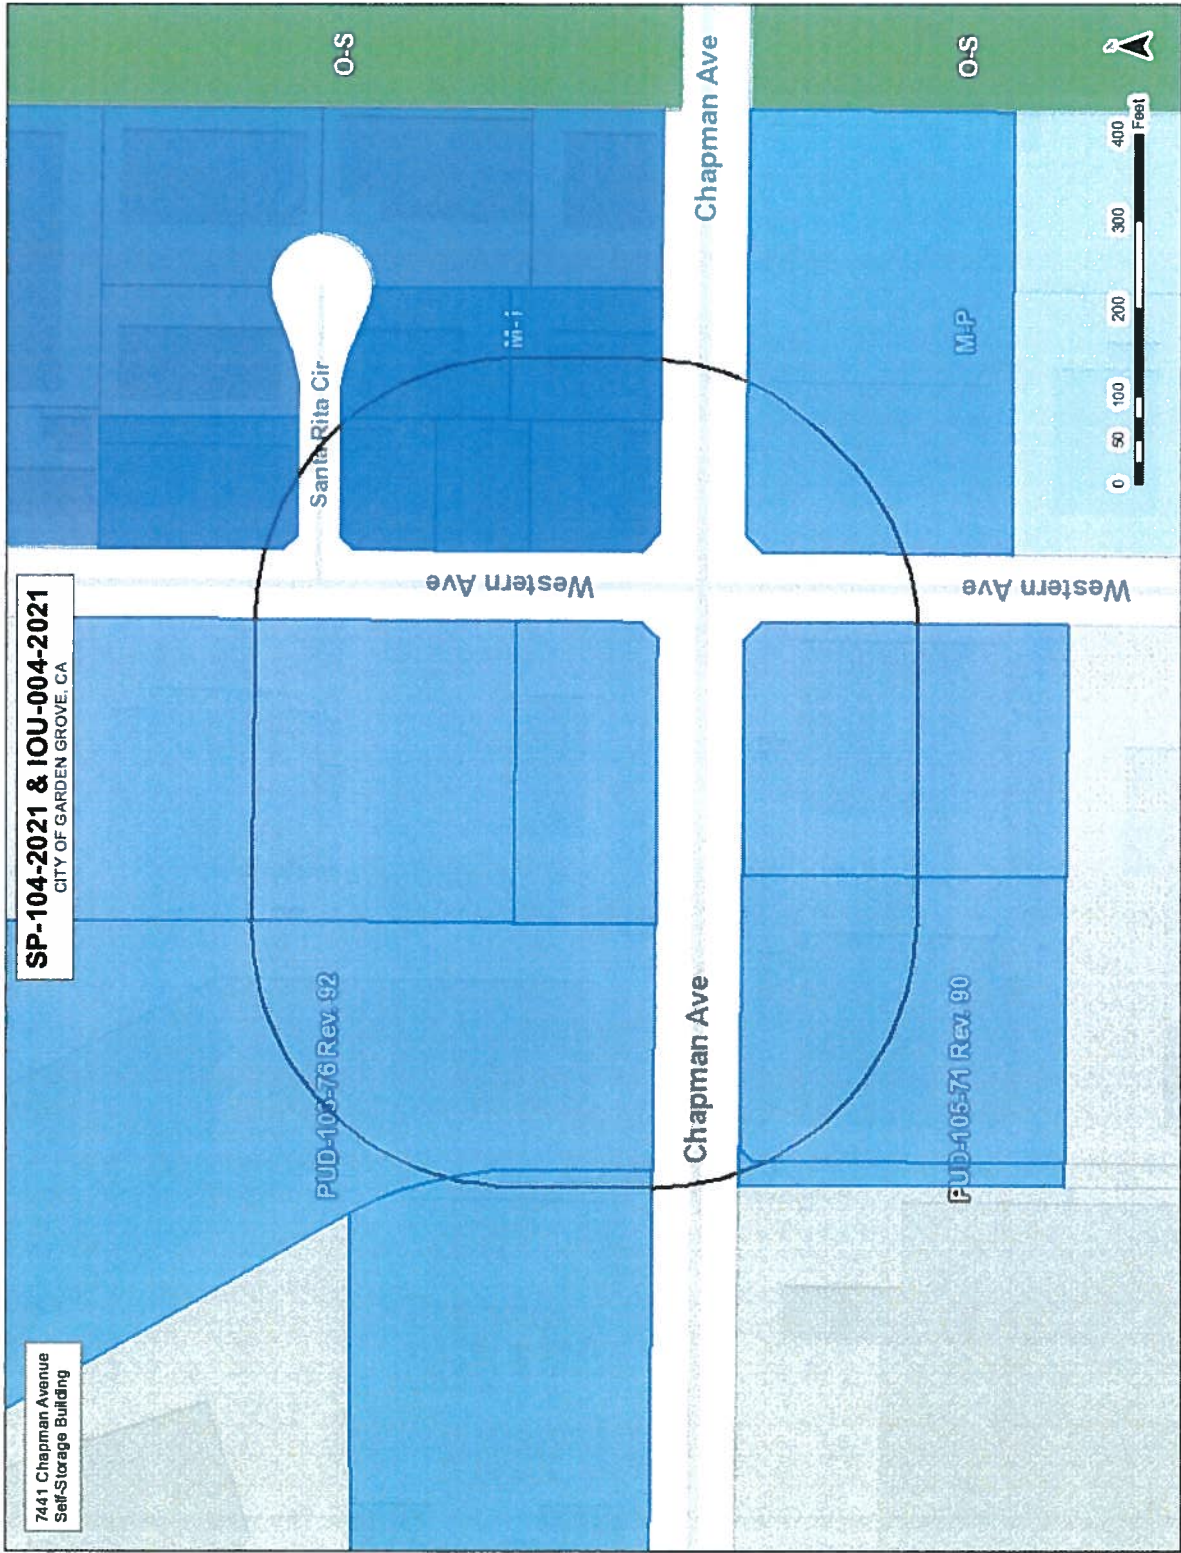 SP-104-2021 & IOU-004-2021
CITY OF GARDEN GROVE, CA
7441 Chapman Avenue
Self-Storage Building
O-S
Santa Rita Cir
PUD-103-76 Rev. 92
M-1
Western Ave
Chapman Ave
Chapman Ave
PUD-105-71 Rev. 90
Western Ave
M-P
O-S
N
0 50 100 200 300 400
Feet